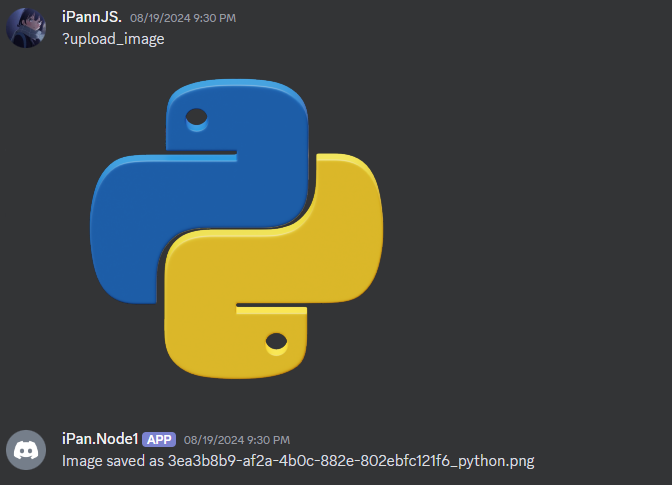 iPannJS. 08/19/2024 9:30 PM
?upload_image
iPan.Node1 APP 08/19/2024 9:30 PM
Image saved as 3ea3b8b9-af2a-4b0c-882e-802ebfc121f6_python.png